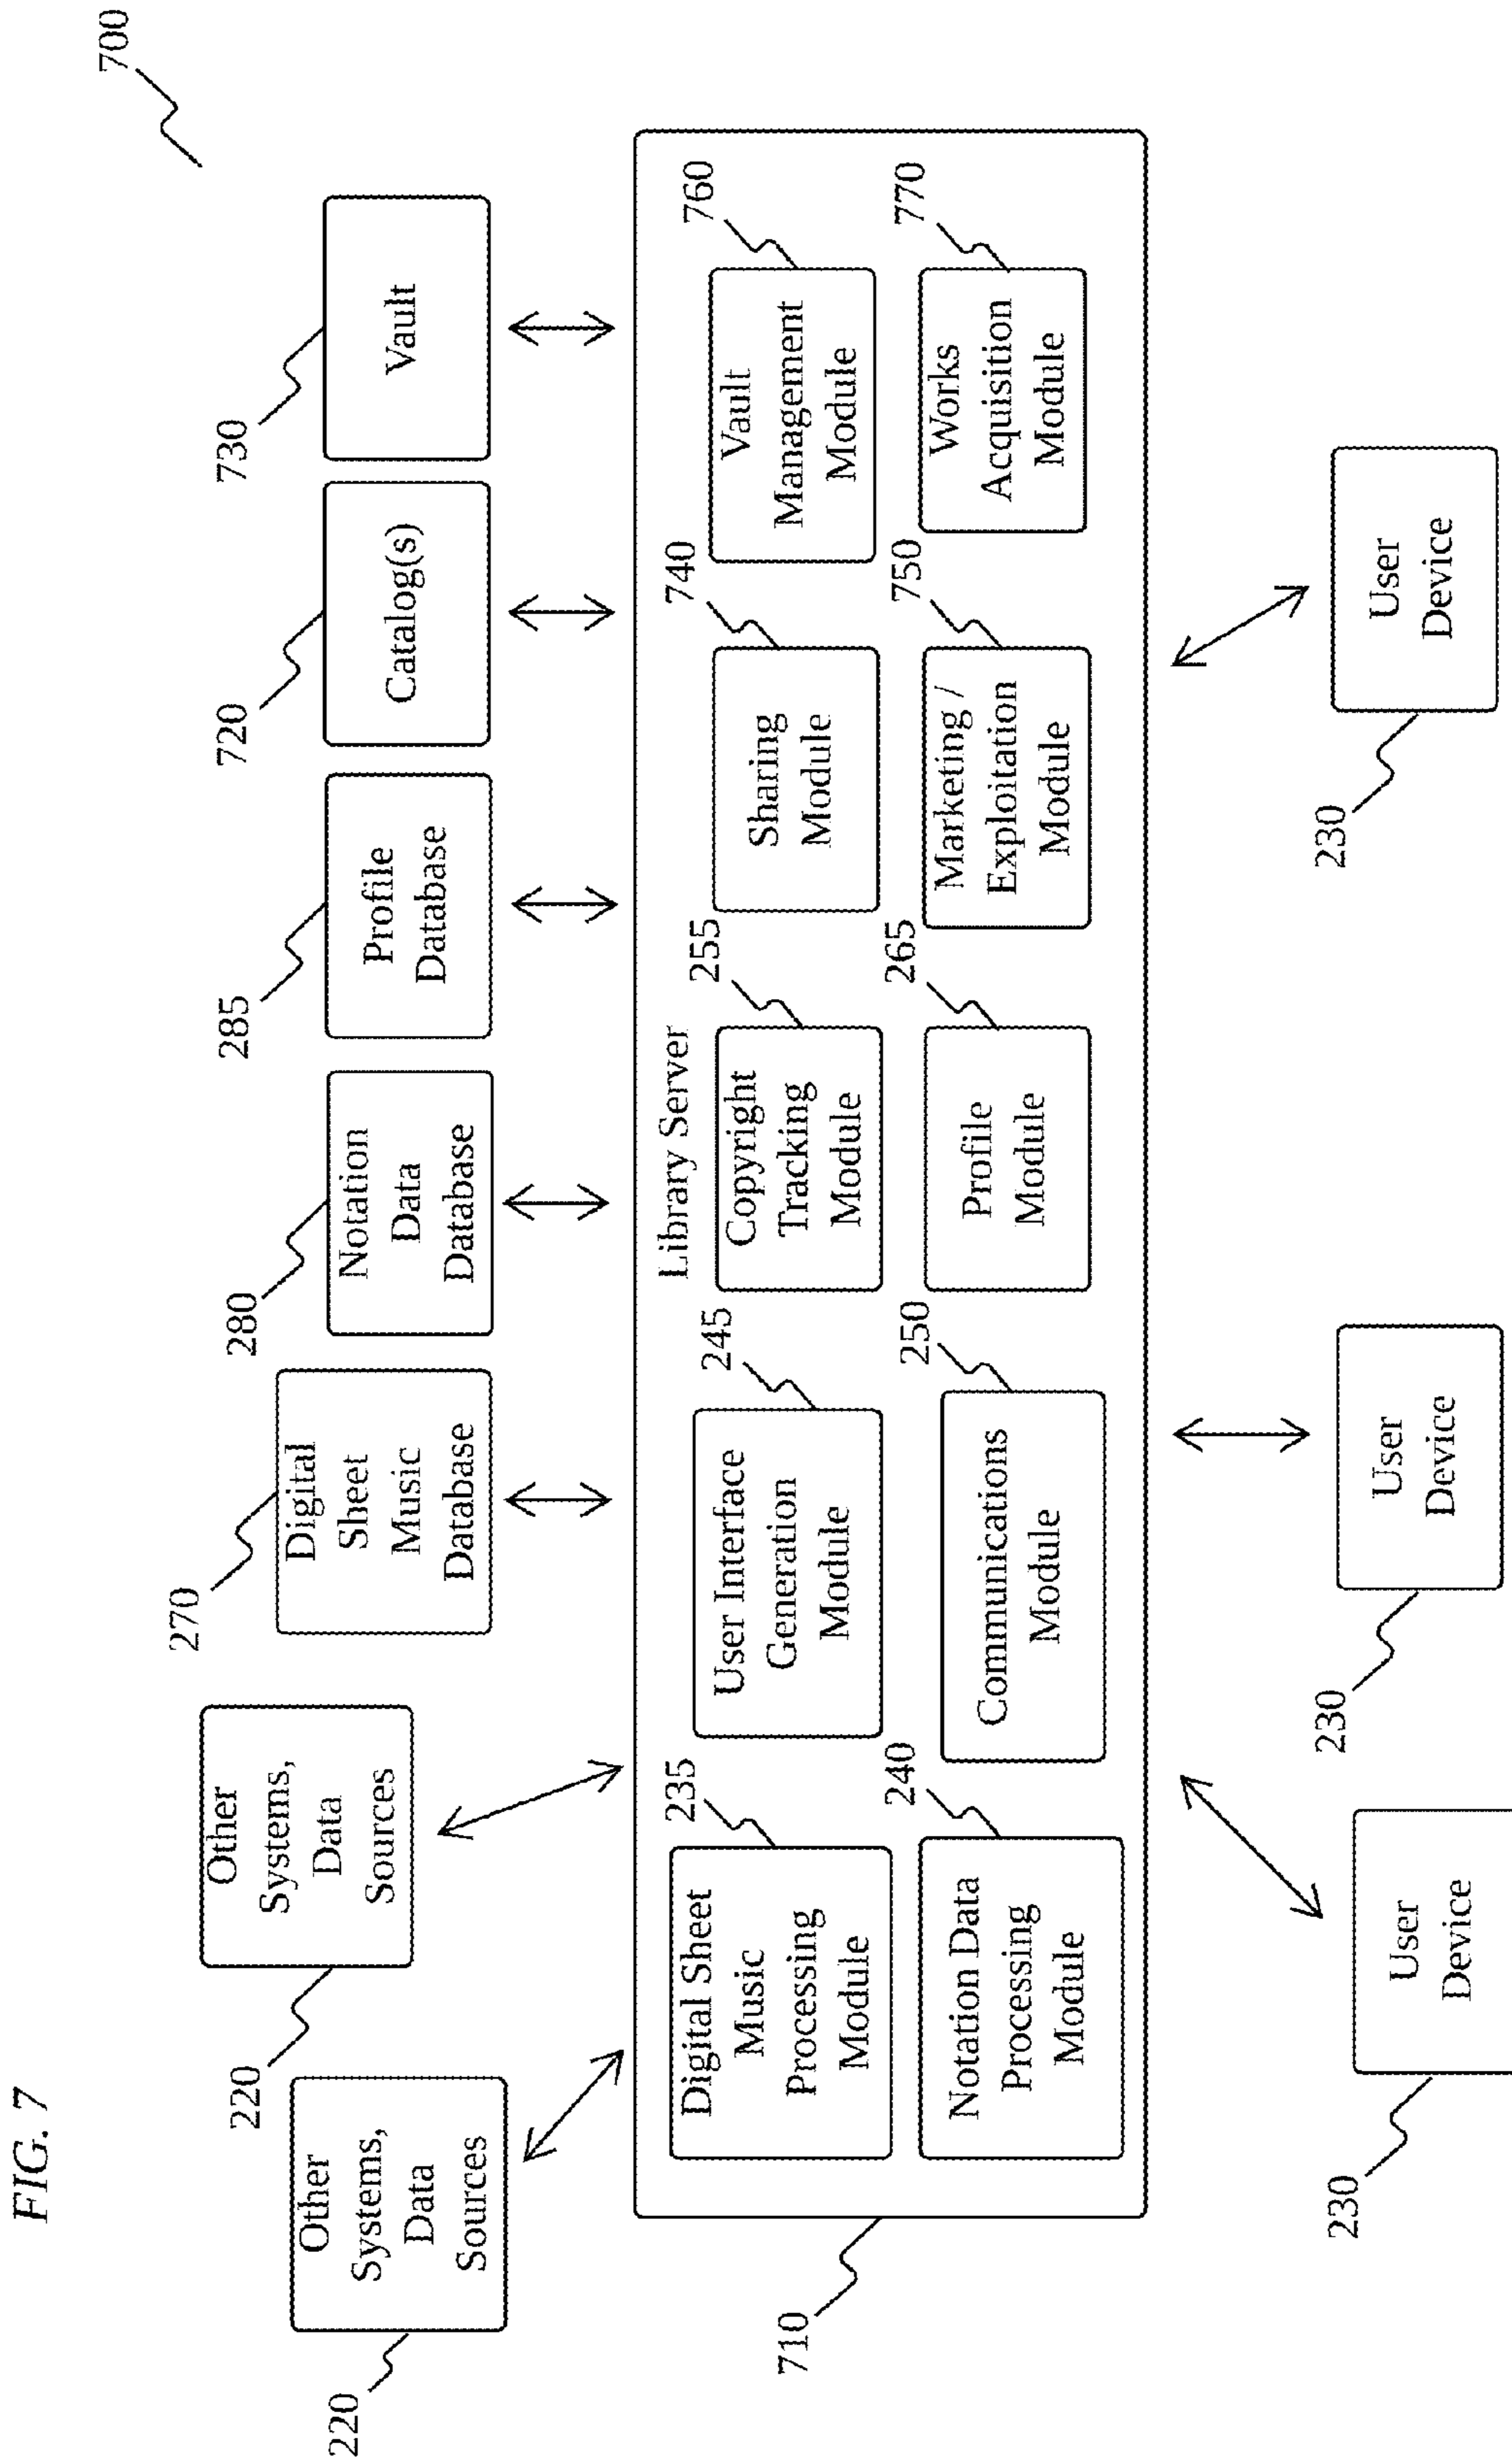 FIG. 7
700
220
Other
Systems,
Data
Sources
220
Other
Systems,
Data
Sources
270
Digital
Sheet
Music
Database
280
Notation
Data
Database
285
Profile
Database
720
Catalog(s)
730
Vault
710
Library Server
235
Digital Sheet
Music
Processing
Module
245
User Interface
Generation
Module
255
Copyright
Tracking
Module
740
Sharing
Module
760
Vault
Management
Module
240
Notation Data
Processing
Module
250
Communications
Module
265
Profile
Module
750
Marketing /
Exploitation
Module
770
Works
Acquisition
Module
230
User
Device
230
User
Device
230
User
Device